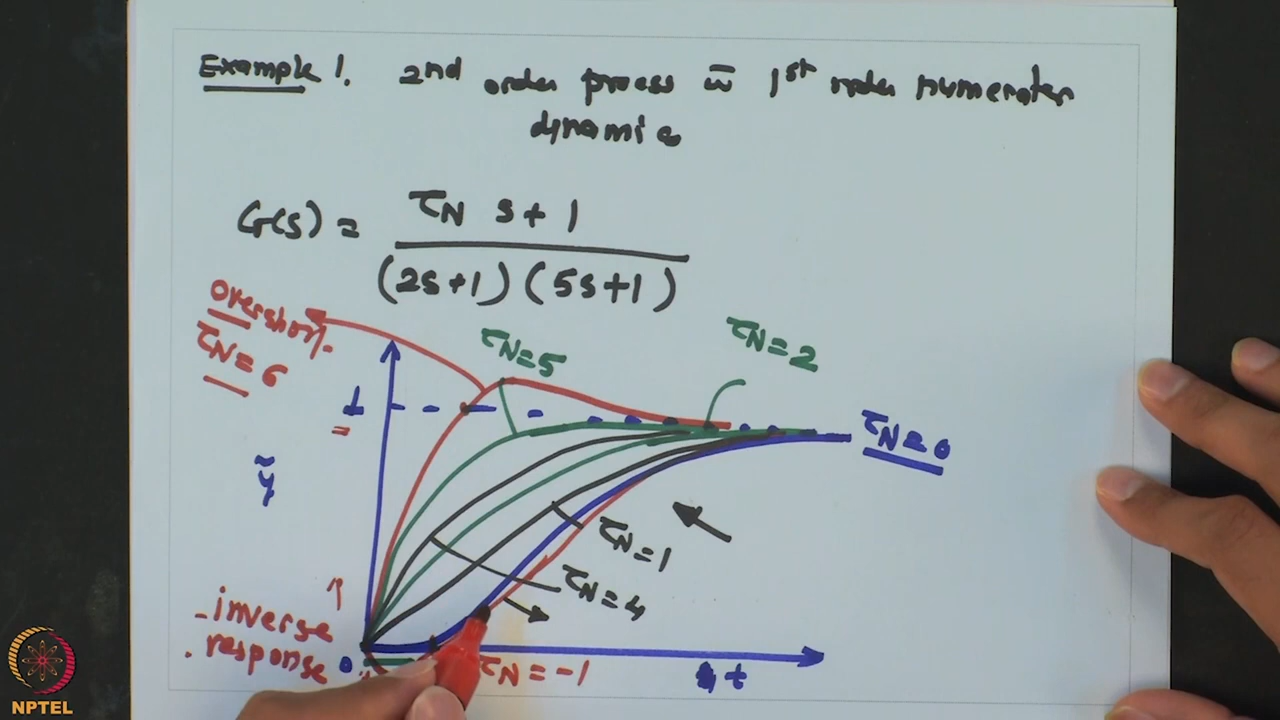 Example 1. 2nd order process w̄ 1st order numerator
dynamics
G(s) = τN s+1
(2s+1) (5s+1)
overshoot.
τN = 6
τN=5
τN=2
1
τN=0
ỹ
τN=1
τN=4
-inverse
response
0
τN = -1
t
NPTEL